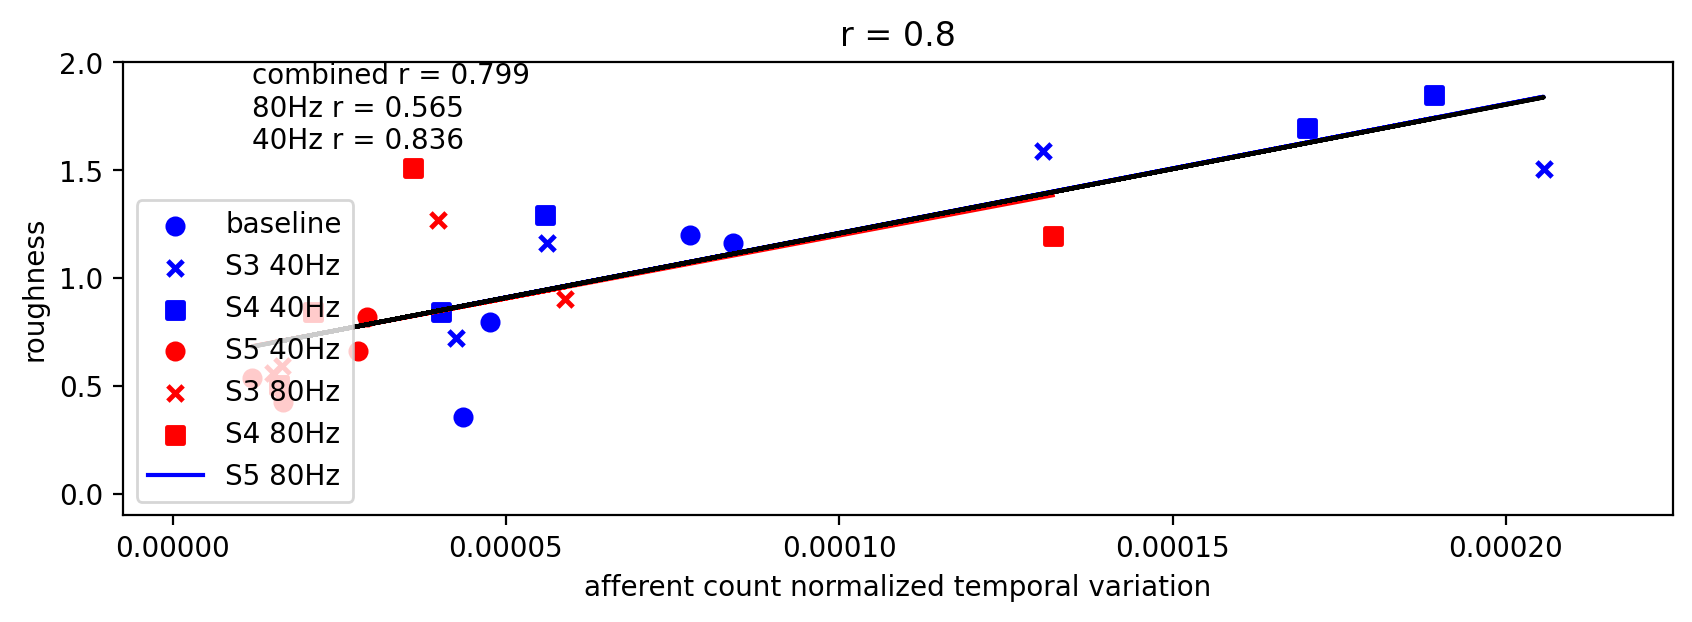 r = 0.8
combined r = 0.799
80Hz r = 0.565
40Hz r = 0.836
roughness
2.0
1.5
1.0
0.5
0.0
baseline
S3 40Hz
S4 40Hz
S5 40Hz
S3 80Hz
S4 80Hz
S5 80Hz
0.00000 0.00005 0.00010 0.00015 0.00020
afferent count normalized temporal variation